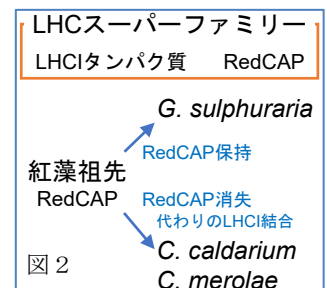 LHCスーパーファミリー
LHCIタンパク質 RedCAP
G. sulphuraria
RedCAP保持
紅藻祖先
RedCAP
RedCAP消失
代わりのLHCI結合
C. caldarium
C. merolae
図２